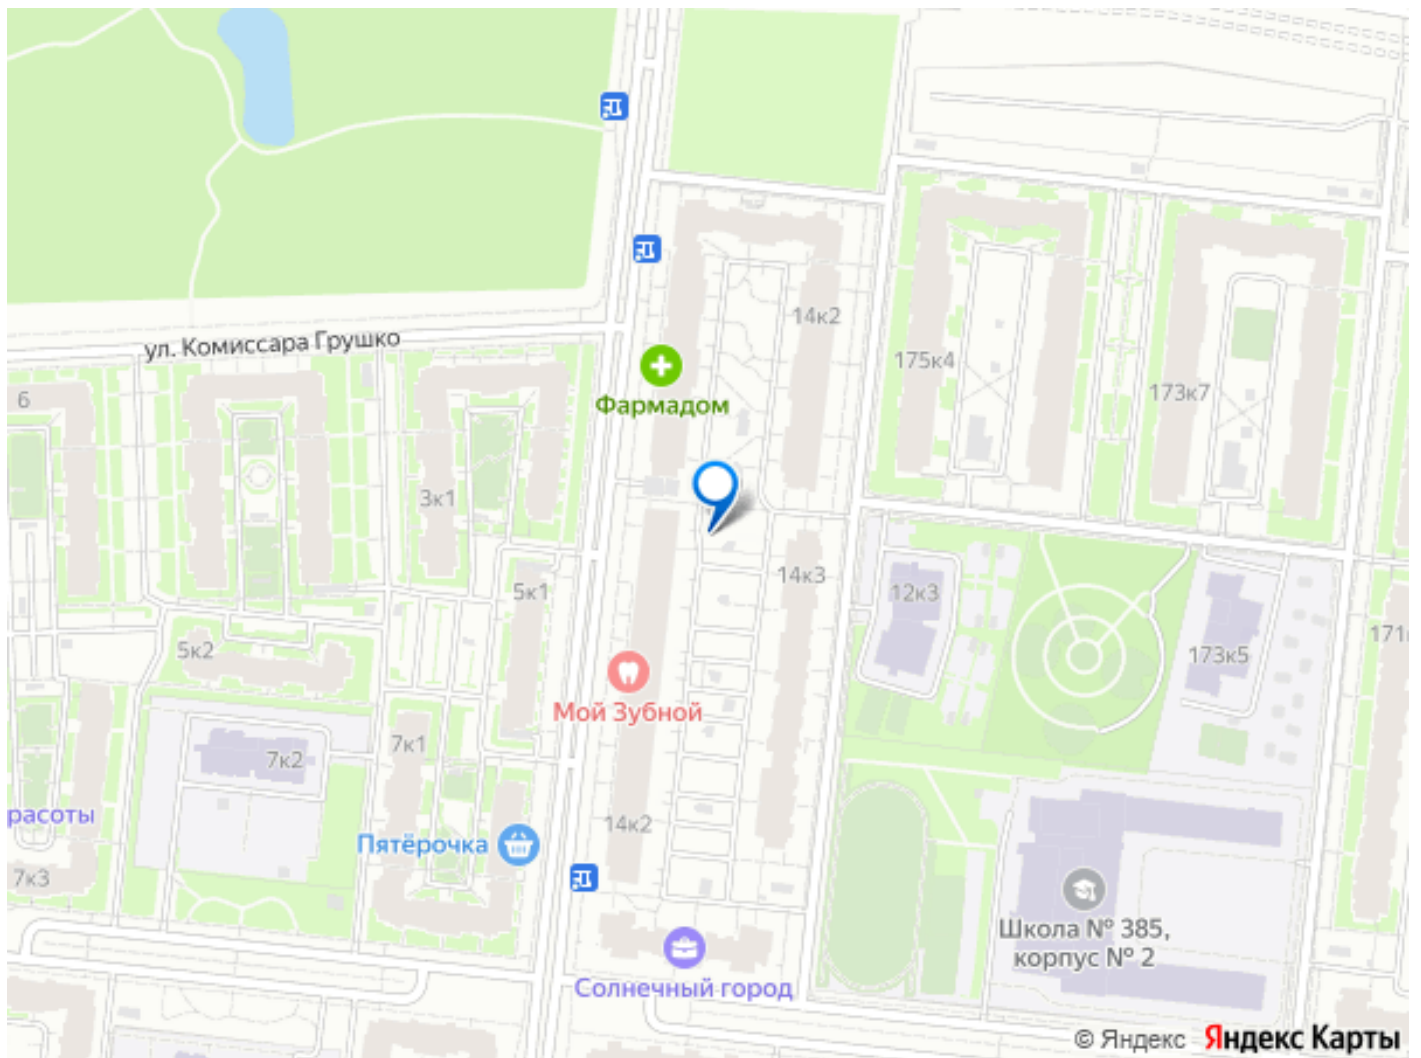 ул. Комиссара Грушко
14к2
175к4
173к7
6
Фармадом
3к1
5к1
14к3
12к3
5к2
173к5
171
Мой Зубной
7к1
7к2
расоты
14к2
Пятёрочка
7к3
Школа № 385,
корпус № 2
Солнечный город
© Яндекс Яндекс Карты